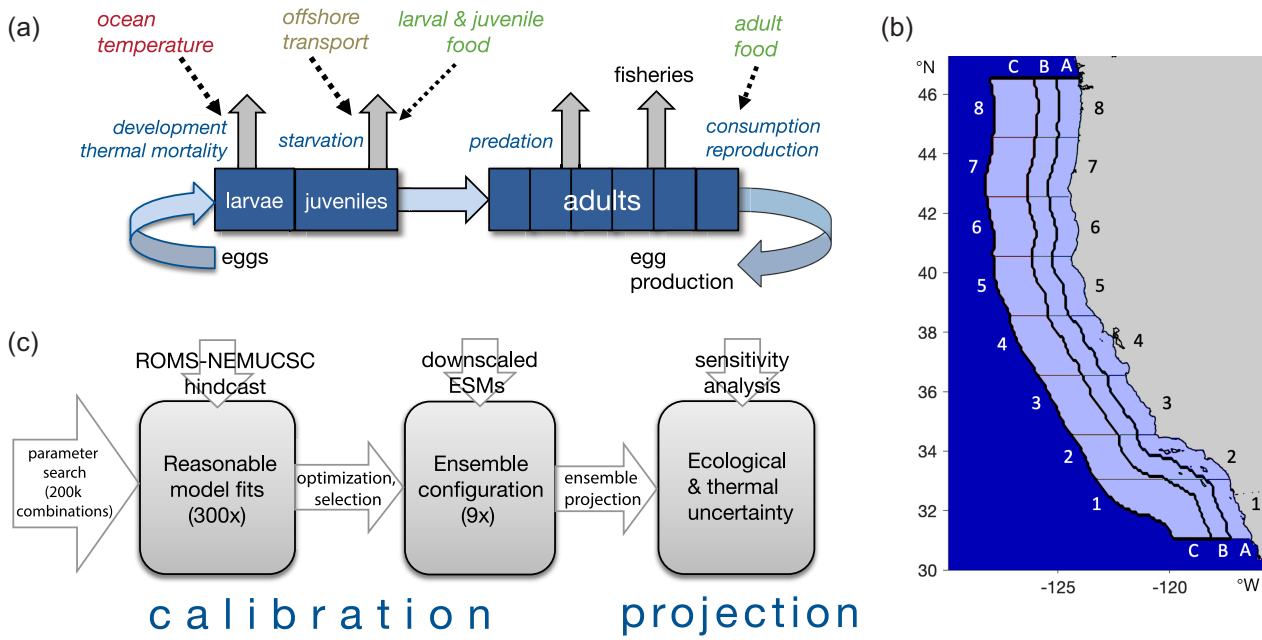 (a)
ocean
temperature
offshore
transport
larval & juvenile
food
adult
food
fisheries
development
thermal mortality
starvation
predation
consumption
reproduction
larvae
juveniles
adults
eggs
egg
production
(b)
°N
C B A
46
44
42
40
38
36
34
32
30
8
7
6
5
4
3
2
1
8
7
6
5
4
3
2
1
C B A
-125
-120
°W
(c)
ROMS-NEMUCSC
hindcast
downscaled
ESMs
sensitivity
analysis
parameter
search
(200k
combinations)
Reasonable
model fits
(300x)
optimization,
selection
Ensemble
configuration
(9x)
ensemble
projection
Ecological
& thermal
uncertainty
calibration
projection